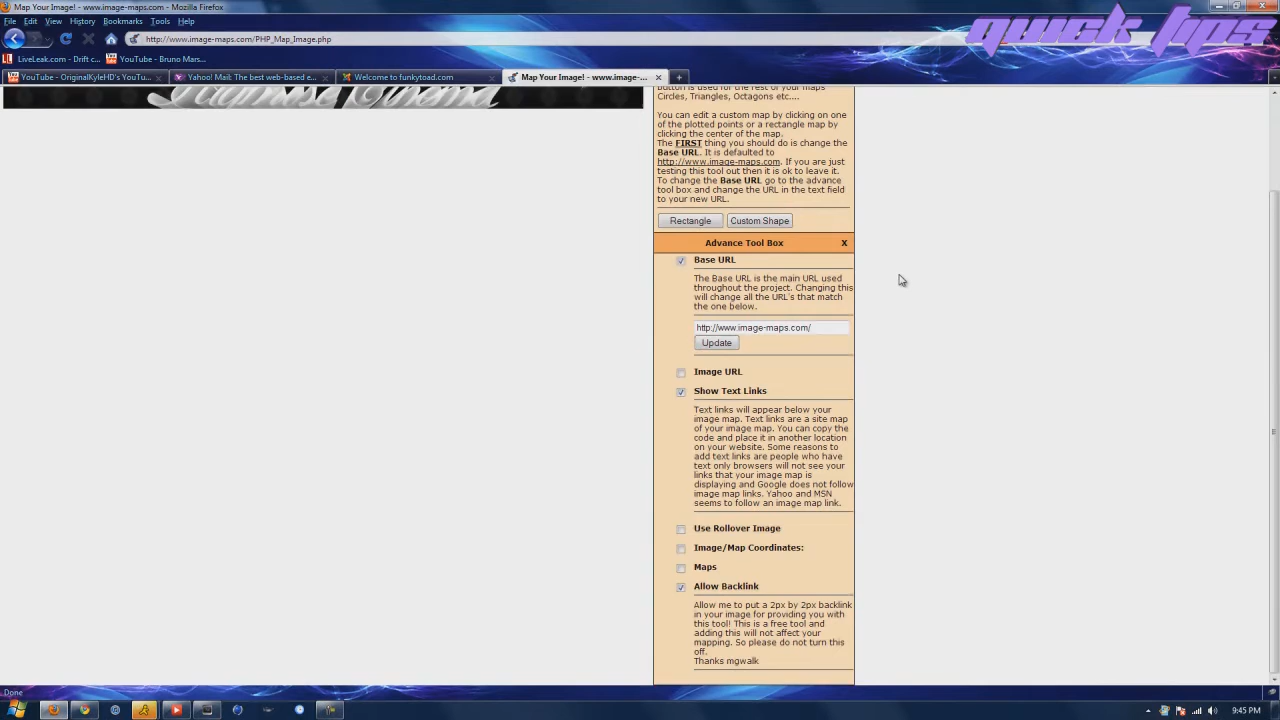 Map Your Image! - www.image-maps.com - Mozilla Firefox
File Edit View History Bookmarks Tools Help
QUICK TIPS
http://www.image-maps.com/PHP_Map_Image.php
LiveLeak.com - Drift c... YouTube - Bruno Mars...
YouTube - OriginalKyleHD's YouTu... Yahoo! Mail: The best web-based e... Welcome to funkytoad.com Map Your Image! - www.image-...
button is used for the rest of your maps
Circles, Triangles, Octagons etc....
You can edit a custom map by clicking on one
of the plotted points or a rectangle map by
clicking the center of the map.
The FIRST thing you should do is change the
Base URL. It is defaulted to
http://www.image-maps.com. If you are just
testing this tool out then it is ok to leave it.
To change the Base URL go to the advance
tool box and change the URL in the text field
to your new URL.
Rectangle Custom Shape
Advance Tool Box X
Base URL
The Base URL is the main URL used
throughout the project. Changing this
will change all the URL's that match
the one below.
http://www.image-maps.com/
Update
Image URL
Show Text Links
Text links will appear below your
image map. Text links are a site map
of your image map. You can copy the
code and place it in another location
on your website. Some reasons to
add text links are people who have
text only browsers will not see your
links that your image map is
displaying and Google does not follow
image map links. Yahoo and MSN
seems to follow an image map link.
Use Rollover Image
Image/Map Coordinates:
Maps
Allow Backlink
Allow me to put a 2px by 2px backlink
in your image for providing you with
this tool! This is a free tool and
adding this will not affect your
mapping. So please do not turn this
off.
Thanks mgwalk
Done
9:45 PM